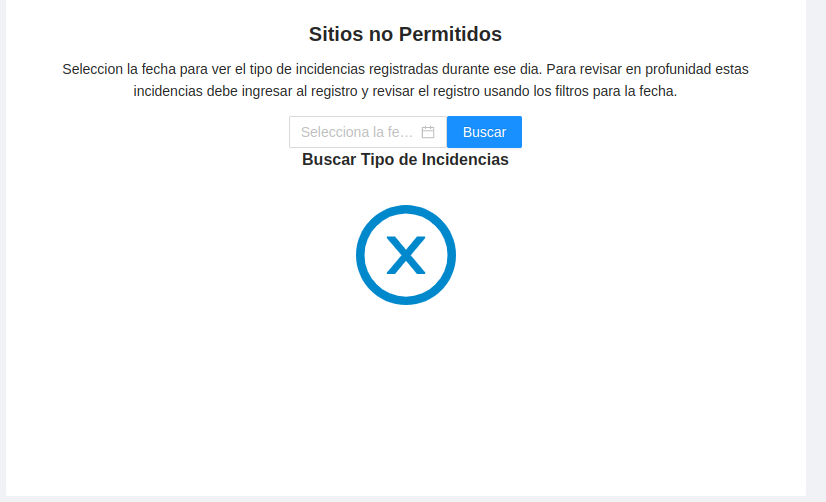 Sitios no Permitidos
Seleccion la fecha para ver el tipo de incidencias registradas durante ese dia. Para revisar en profundidad estas
incidencias debe ingresar al registro y revisar el registro usando los filtros para la fecha.
Selecciona la fe... Buscar
Buscar Tipo de Incidencias
X